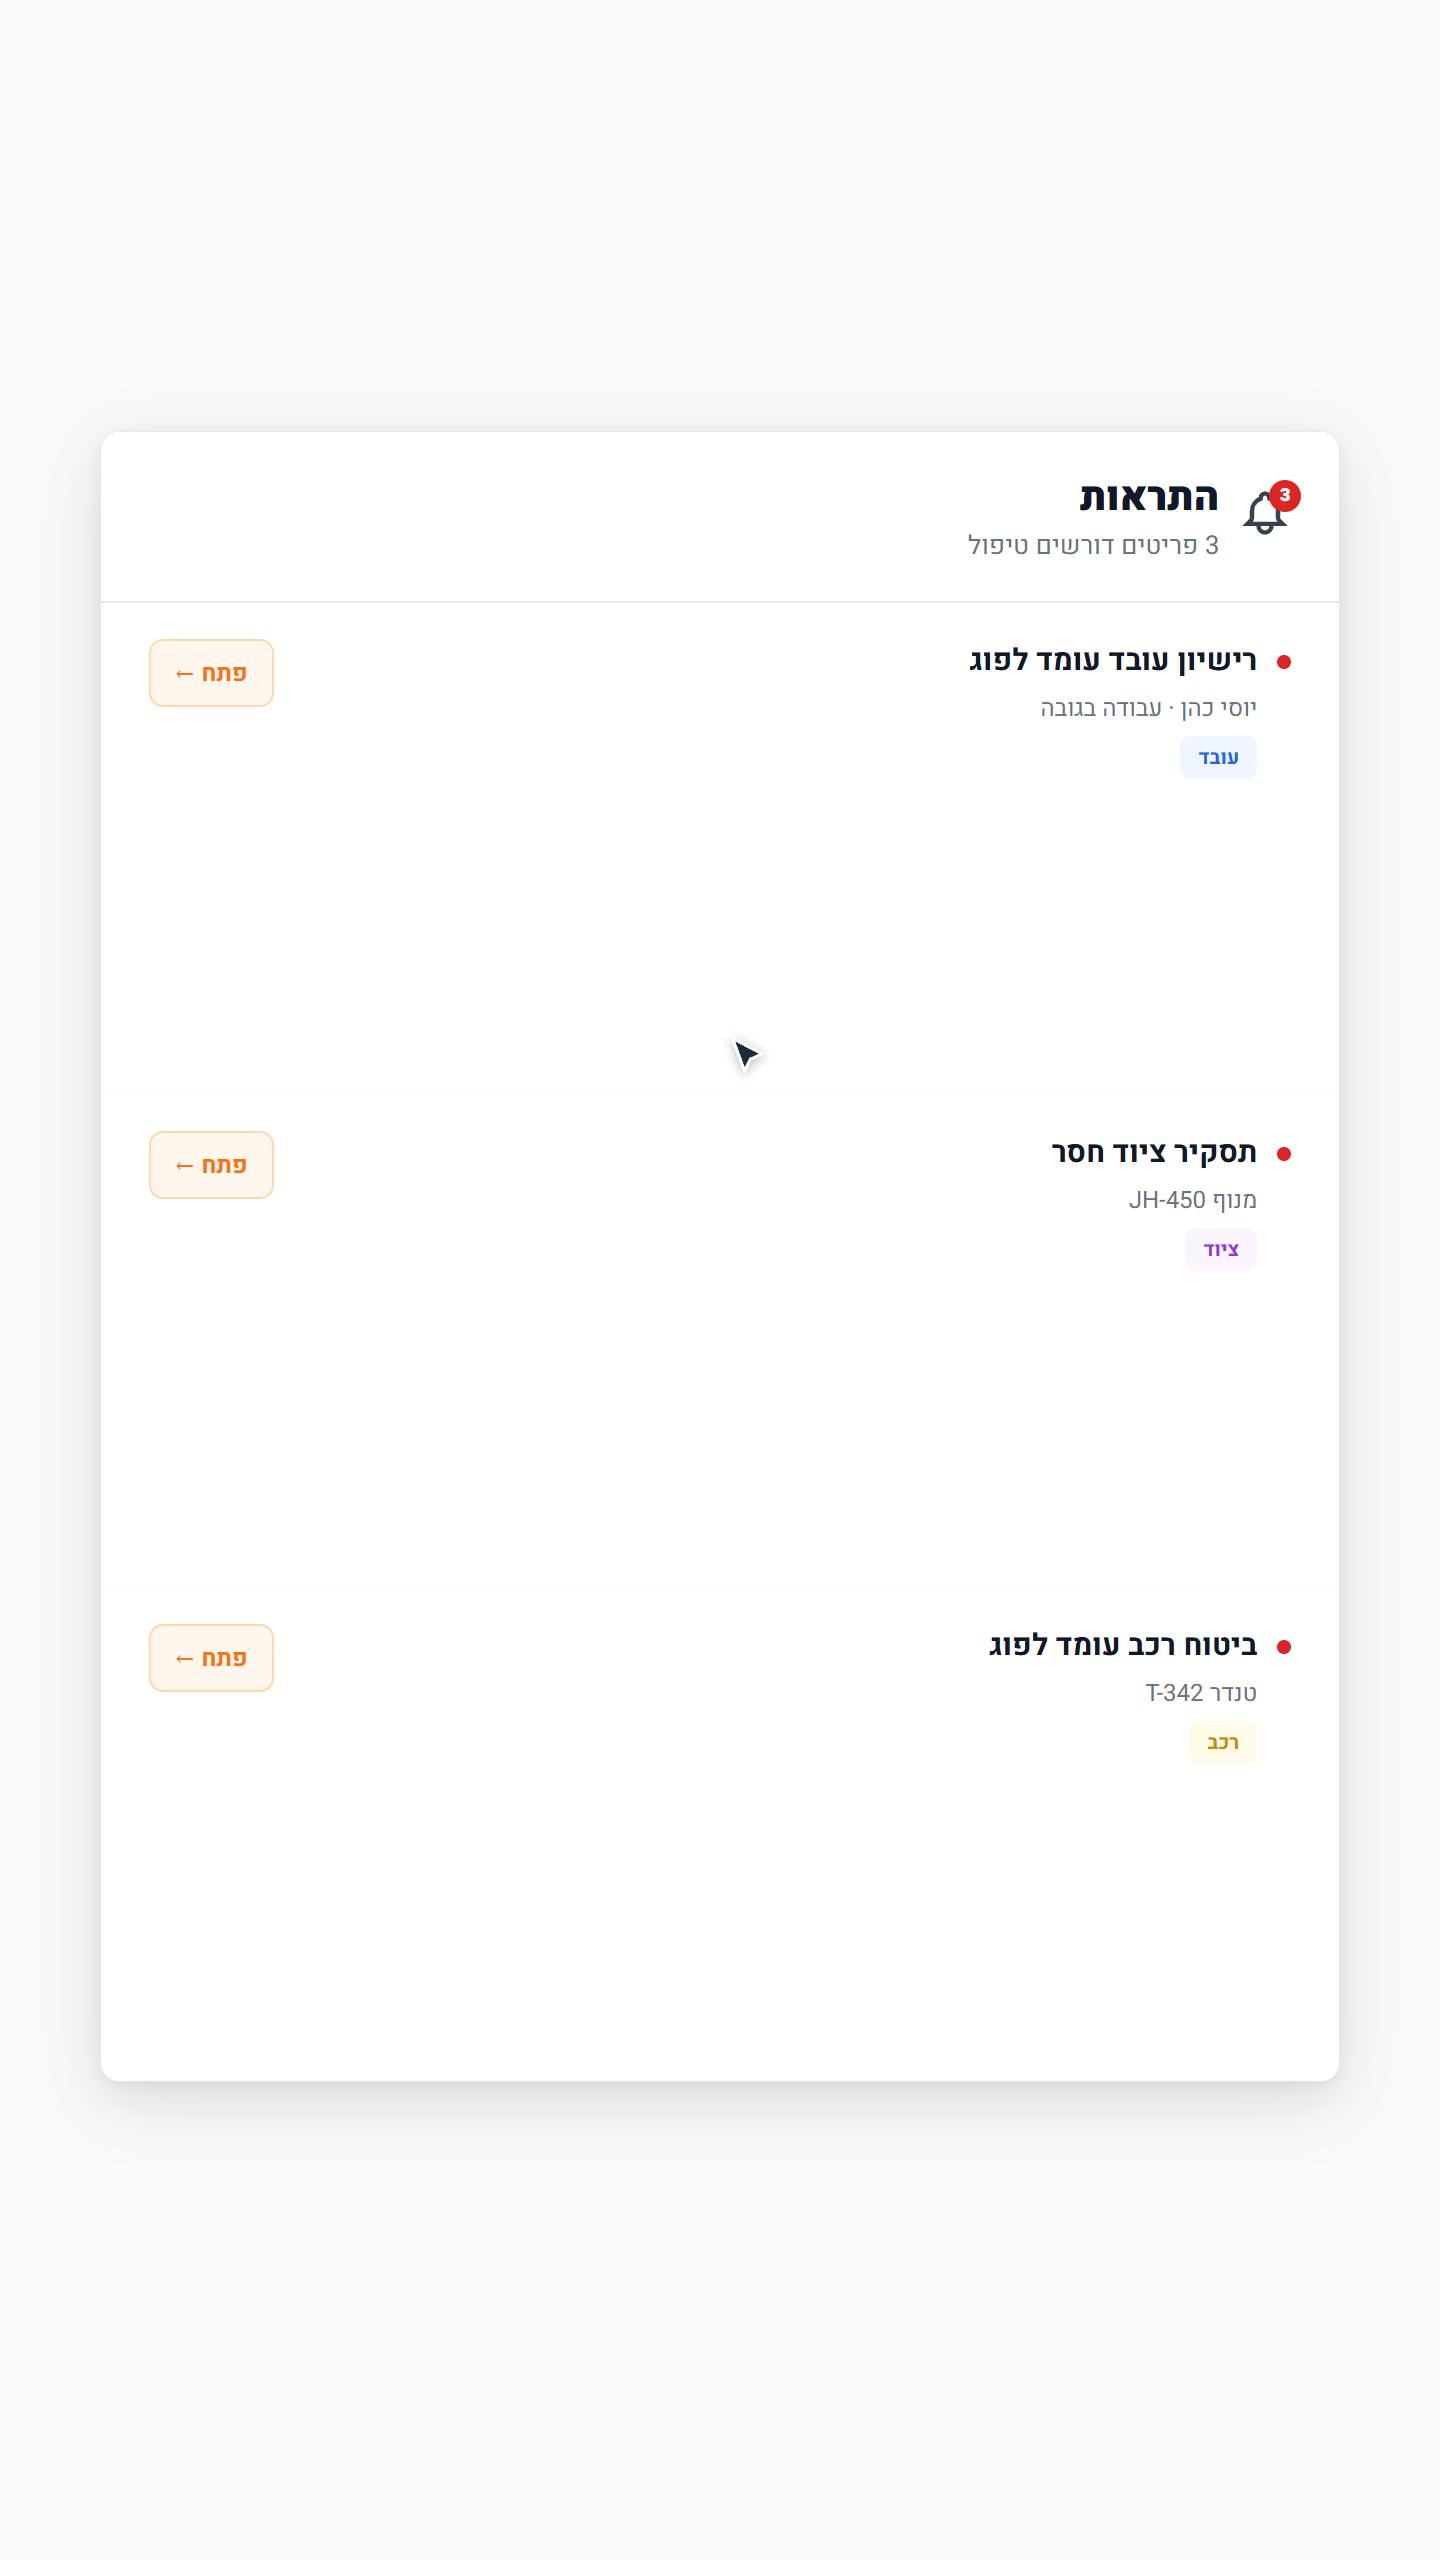 3
התראות
3 פריטים דורשים טיפול
רישיון עובד עומד לפוג
יוסי כהן · עבודה בגובה
עובד
פתח ←
תסקיר ציוד חסר
מנוף JH-450
ציוד
פתח ←
ביטוח רכב עומד לפוג
טנדר T-342
רכב
פתח ←